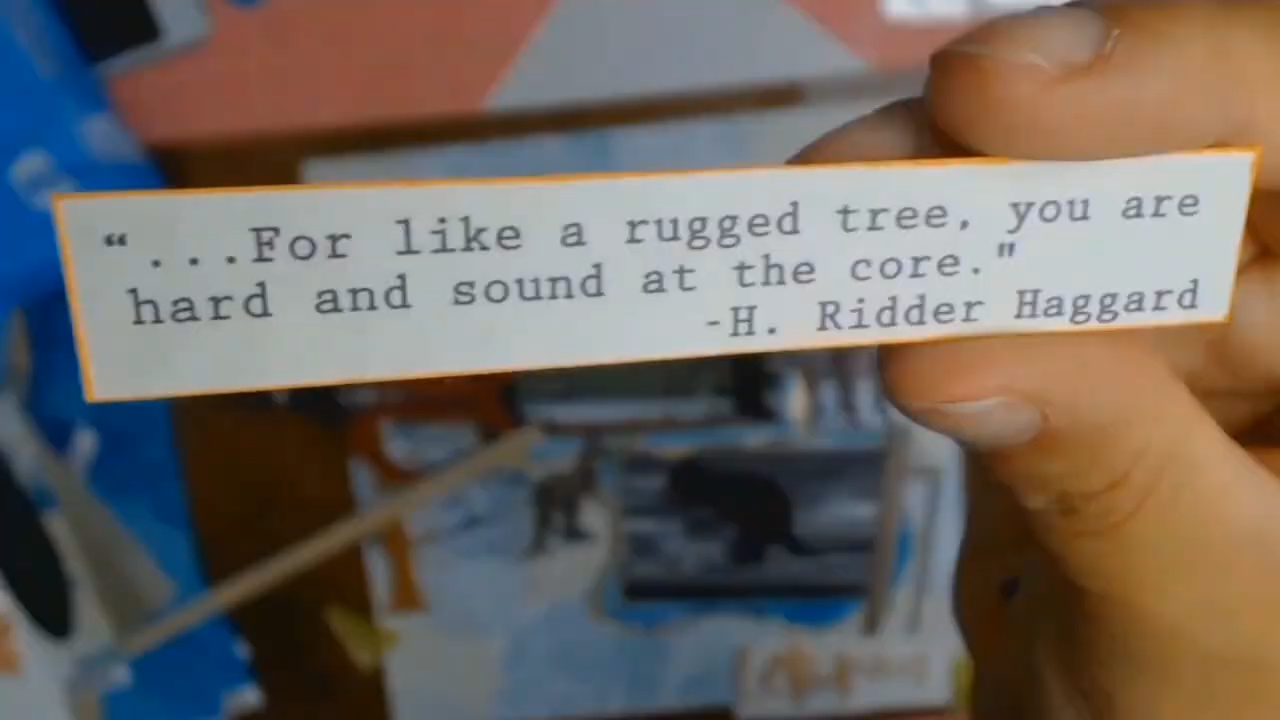 “...For like a rugged tree, you are
hard and sound at the core."
-H. Ridder Haggard